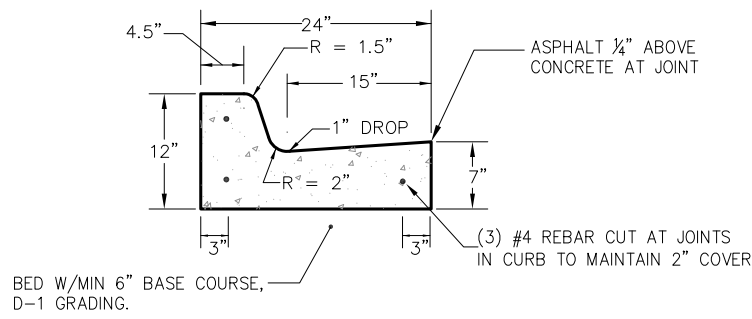 24”
4.5”
R = 1.5”
15”
ASPHALT ¼” ABOVE
CONCRETE AT JOINT
1” DROP
12”
7”
R = 2”
3”
3”
(3) #4 REBAR CUT AT JOINTS
IN CURB TO MAINTAIN 2” COVER
BED W/MIN 6” BASE COURSE,
D–1 GRADING.